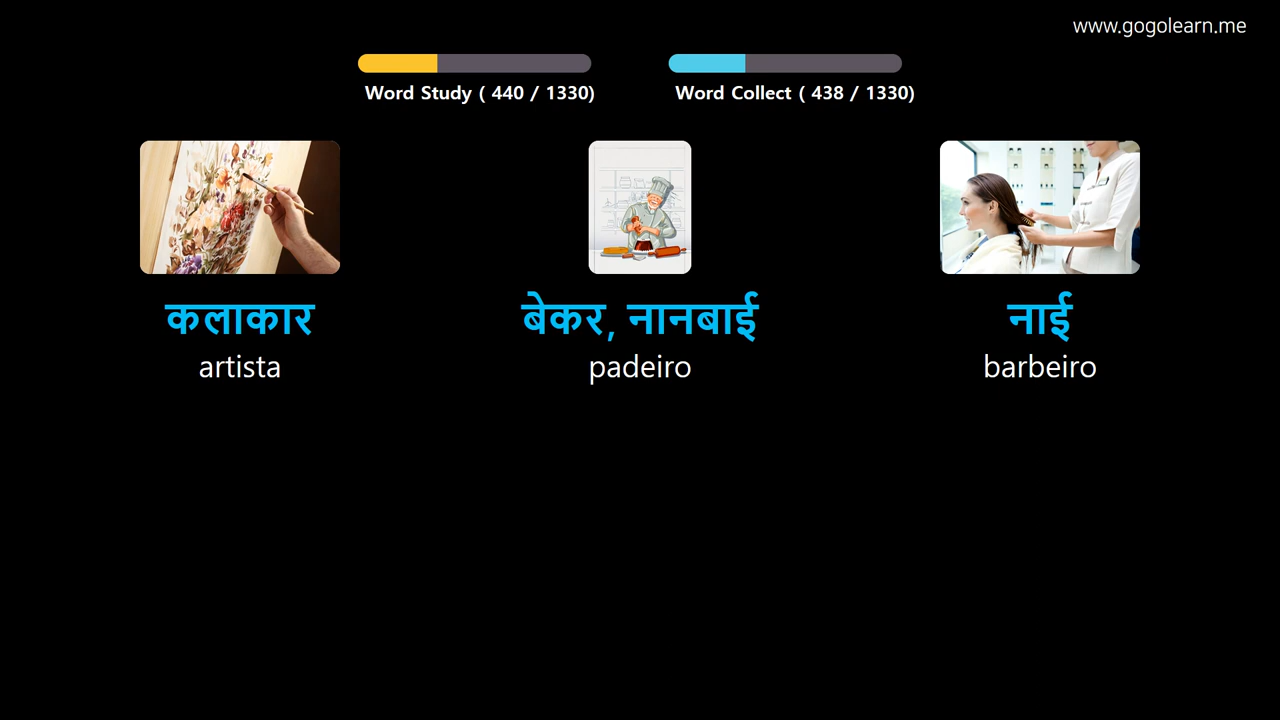 www.gogolearn.me
Word Study ( 440 / 1330)
Word Collect ( 438 / 1330)
कलाकार
artista
बेकर, नानबाई
padeiro
नाई
barbeiro